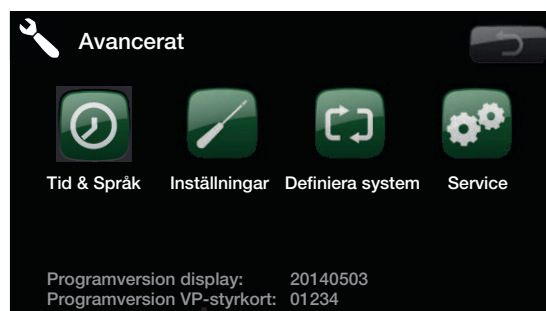 Avancerat
Tid & Språk Inställningar Definiera system Service
Programversion display: 20140503
Programversion VP-styrkort: 01234